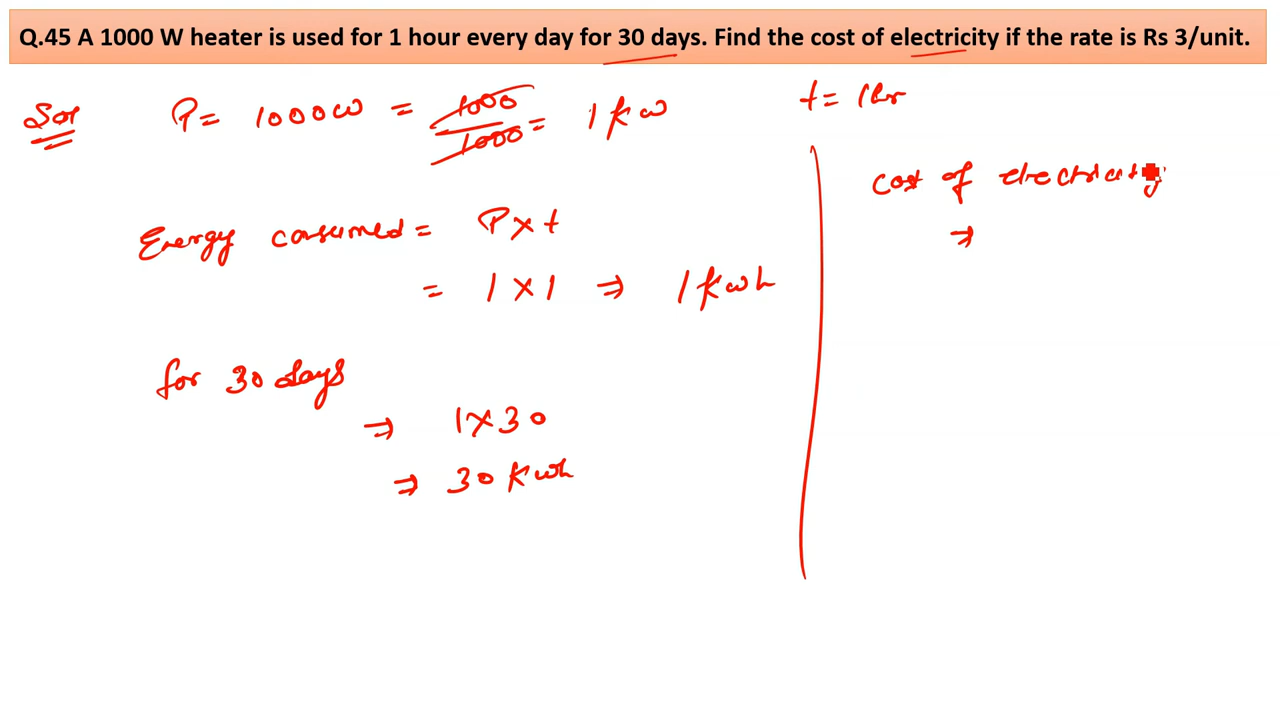 Q.45 A 1000 W heater is used for 1 hour every day for 30 days. Find the cost of electricity if the rate is Rs 3/unit.
Sol P = 1000W = 1000/1000 = 1 kw t = 1hr
Energy consumed = P x t
= 1 x 1 ⇒ 1 kwh
for 30 days
⇒ 1 x 30
⇒ 30 kwh
cost of electricity
⇒